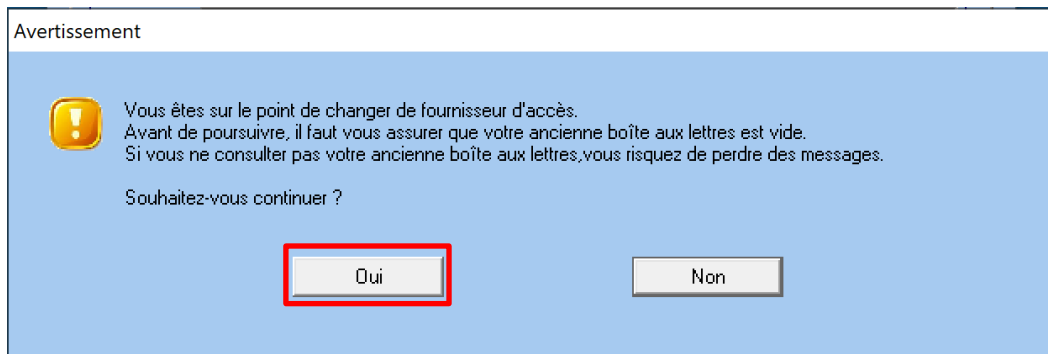 Avertissement
Vous êtes sur le point de changer de fournisseur d'accès.
Avant de poursuivre, il faut vous assurer que votre ancienne boîte aux lettres est vide.
Si vous ne consulter pas votre ancienne boîte aux lettres,vous risquez de perdre des messages.
Souhaitez-vous continuer ?
Oui Non